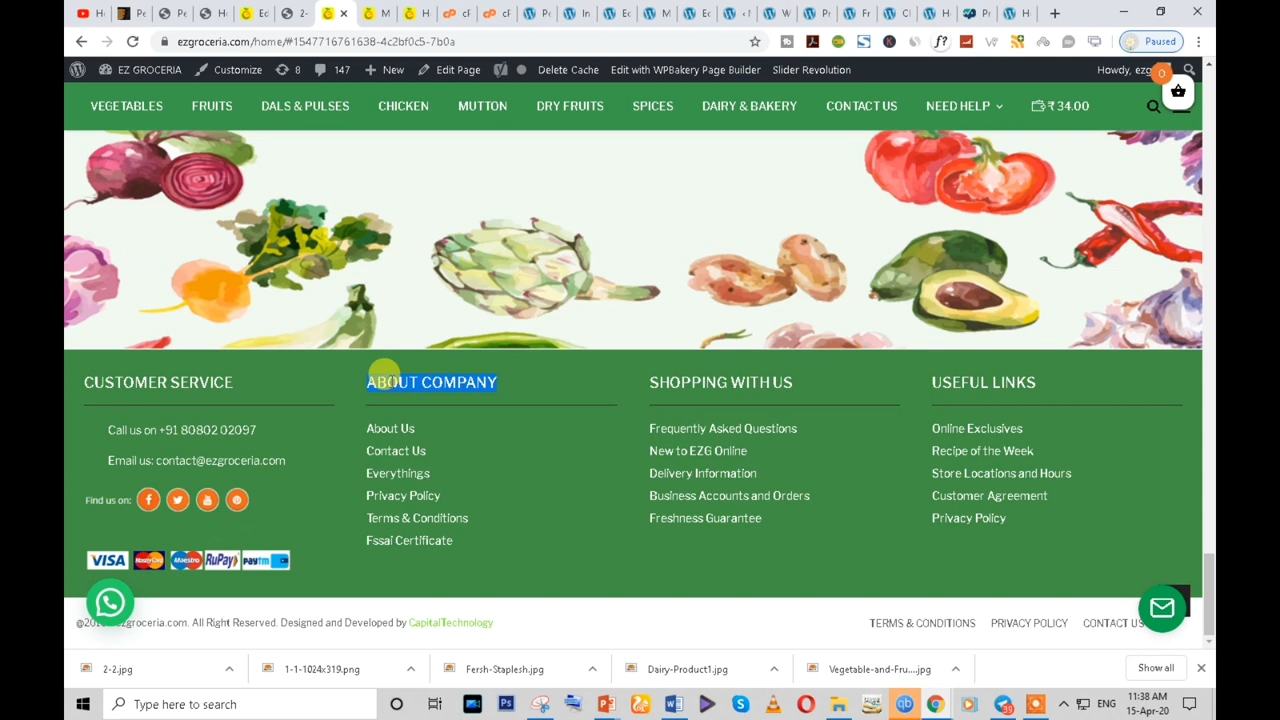 ezgroceria.com/home/#1547716761638-4c2bf0c5-7b0a
Paused
EZ GROCERIA Customize 8 147 New Edit Page Delete Cache Edit with WPBakery Page Builder Slider Revolution Howdy, ezg
0
VEGETABLES FRUITS DALS & PULSES CHICKEN MUTTON DRY FRUITS SPICES DAIRY & BAKERY CONTACT US NEED HELP ₹ 34.00
CUSTOMER SERVICE
Call us on +91 80802 02097
Email us: contact@ezgroceria.com
Find us on:
VISA MasterCard Maestro RuPay paytm
ABOUT COMPANY
About Us
Contact Us
Everythings
Privacy Policy
Terms & Conditions
Fssai Certificate
SHOPPING WITH US
Frequently Asked Questions
New to EZG Online
Delivery Information
Business Accounts and Orders
Freshness Guarantee
USEFUL LINKS
Online Exclusives
Recipe of the Week
Store Locations and Hours
Customer Agreement
Privacy Policy
All Right Reserved. Designed and Developed by CapitalTechnology
TERMS & CONDITIONS PRIVACY POLICY CONTACT US
2-2.jpg 1-1-1024x319.png Fersh-Staplesh.jpg Dairy-Product1.jpg Vegetable-and-Fru....jpg Show all
Type here to search
ENG
11:38 AM
15-Apr-20